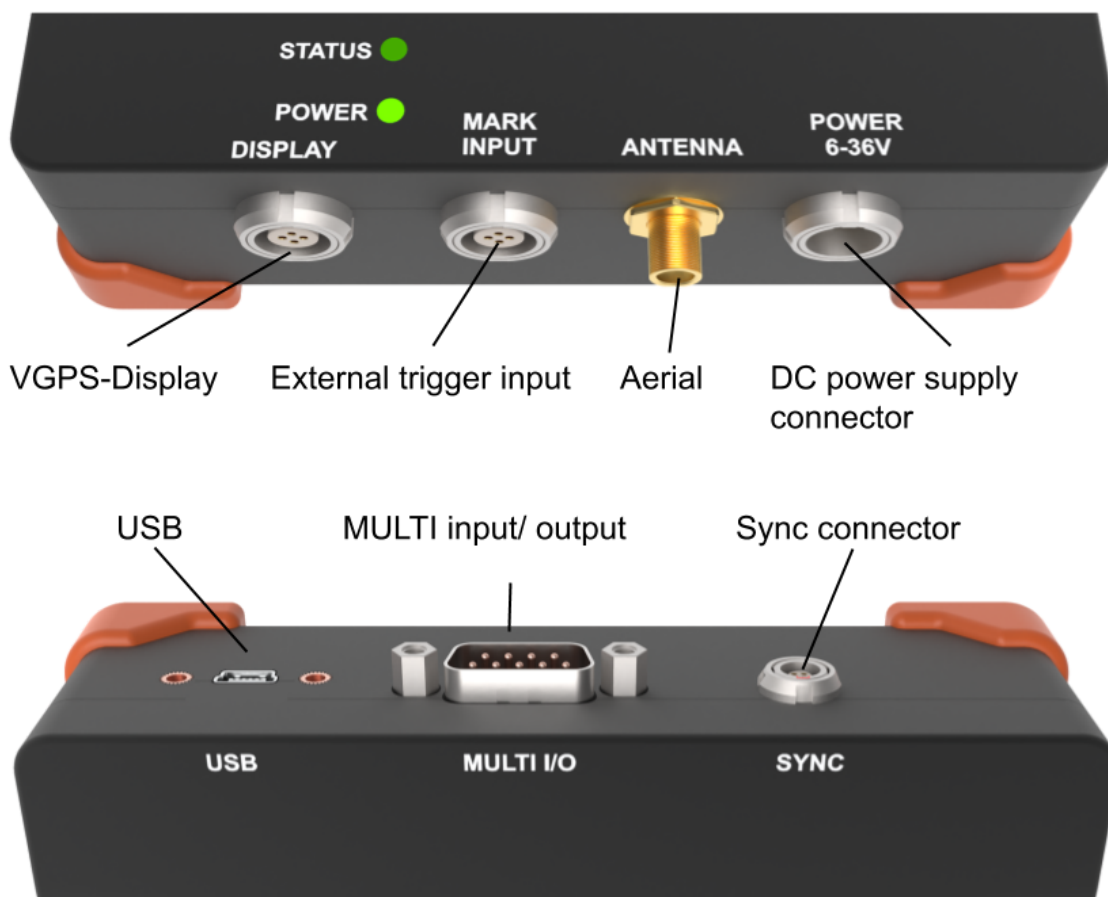 STATUS
POWER
DISPLAY
MARK
INPUT
ANTENNA
POWER
6-36V
VGPS-Display
External trigger input
Aerial
DC power supply
connector
USB
MULTI input/ output
Sync connector
USB
MULTI I/O
SYNC